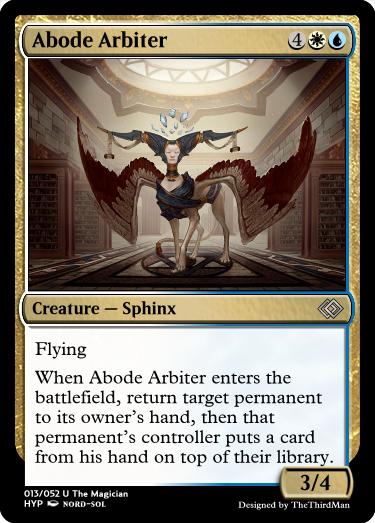 Abode Arbiter 4
Creature — Sphinx
Flying
When Abode Arbiter enters the
battlefield, return target permanent
to its owner's hand, then that
permanent's controller puts a card
from his hand on top of their library.
3/4
013/052 U The Magician
HYP NORD-SOL
Designed by TheThirdMan